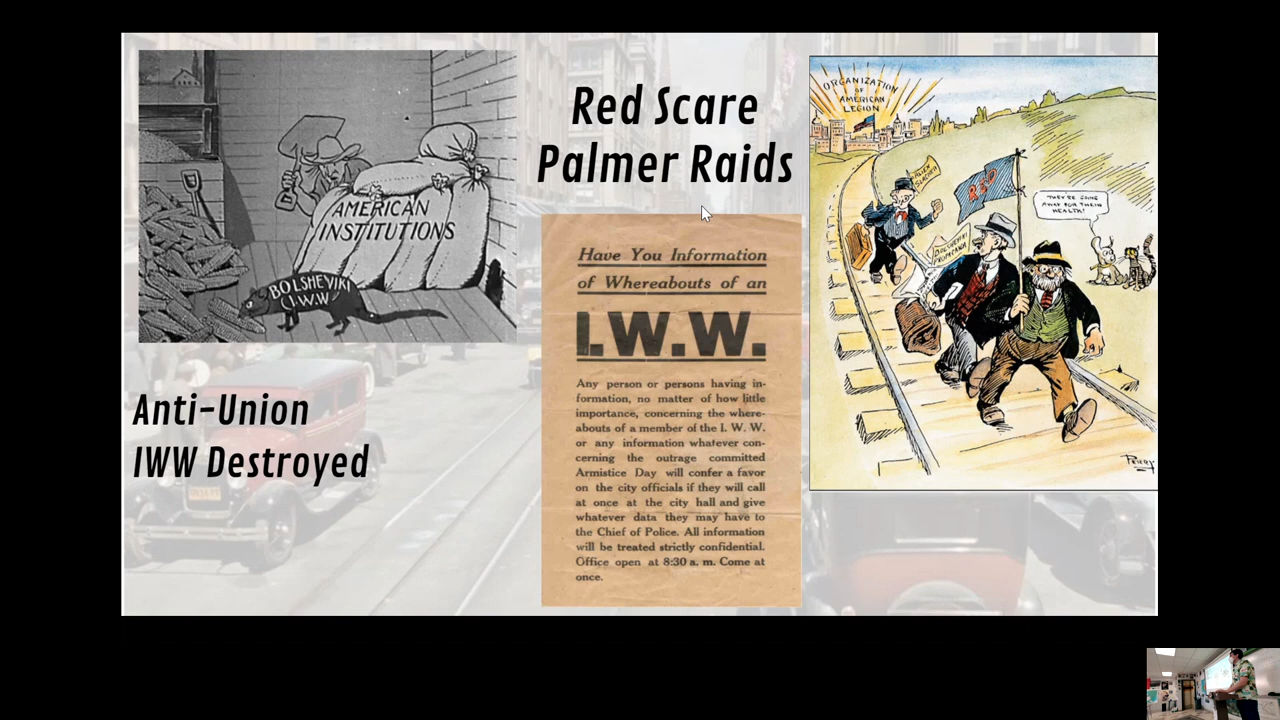 Red Scare
Palmer Raids
AMERICAN
INSTITUTIONS
BOLSHEVIKI
I.W.W.
Anti-Union
IWW Destroyed
Have You Information
of Whereabouts of an
I.W.W.
Any person or persons having in-
formation, no matter of how little
importance, concerning the where-
abouts of a member of the I. W. W.
or any information whatever con-
cerning the outrage committed
Armistice Day will confer a favor
on the city officials if they will call
at once at the city hall and give
whatever data they may have to
the Chief of Police. All information
will be treated strictly confidential.
Office open at 8:30 a. m. Come at
once.
ORGANIZATION
OF
AMERICAN
LEGION
RED
THEY'RE GOING
AWAY FOR THEIR
HEALTH!